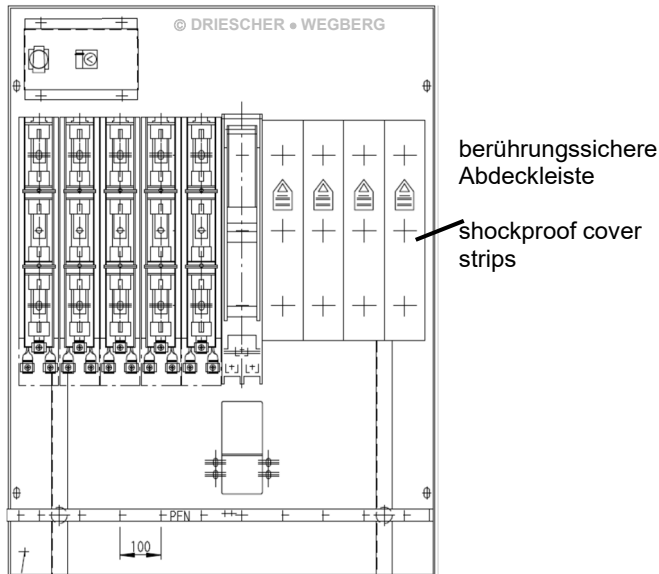 © DRIESCHER • WEGBERG
berührungssichere
Abdeckleiste
shockproof cover
strips
PEN
100